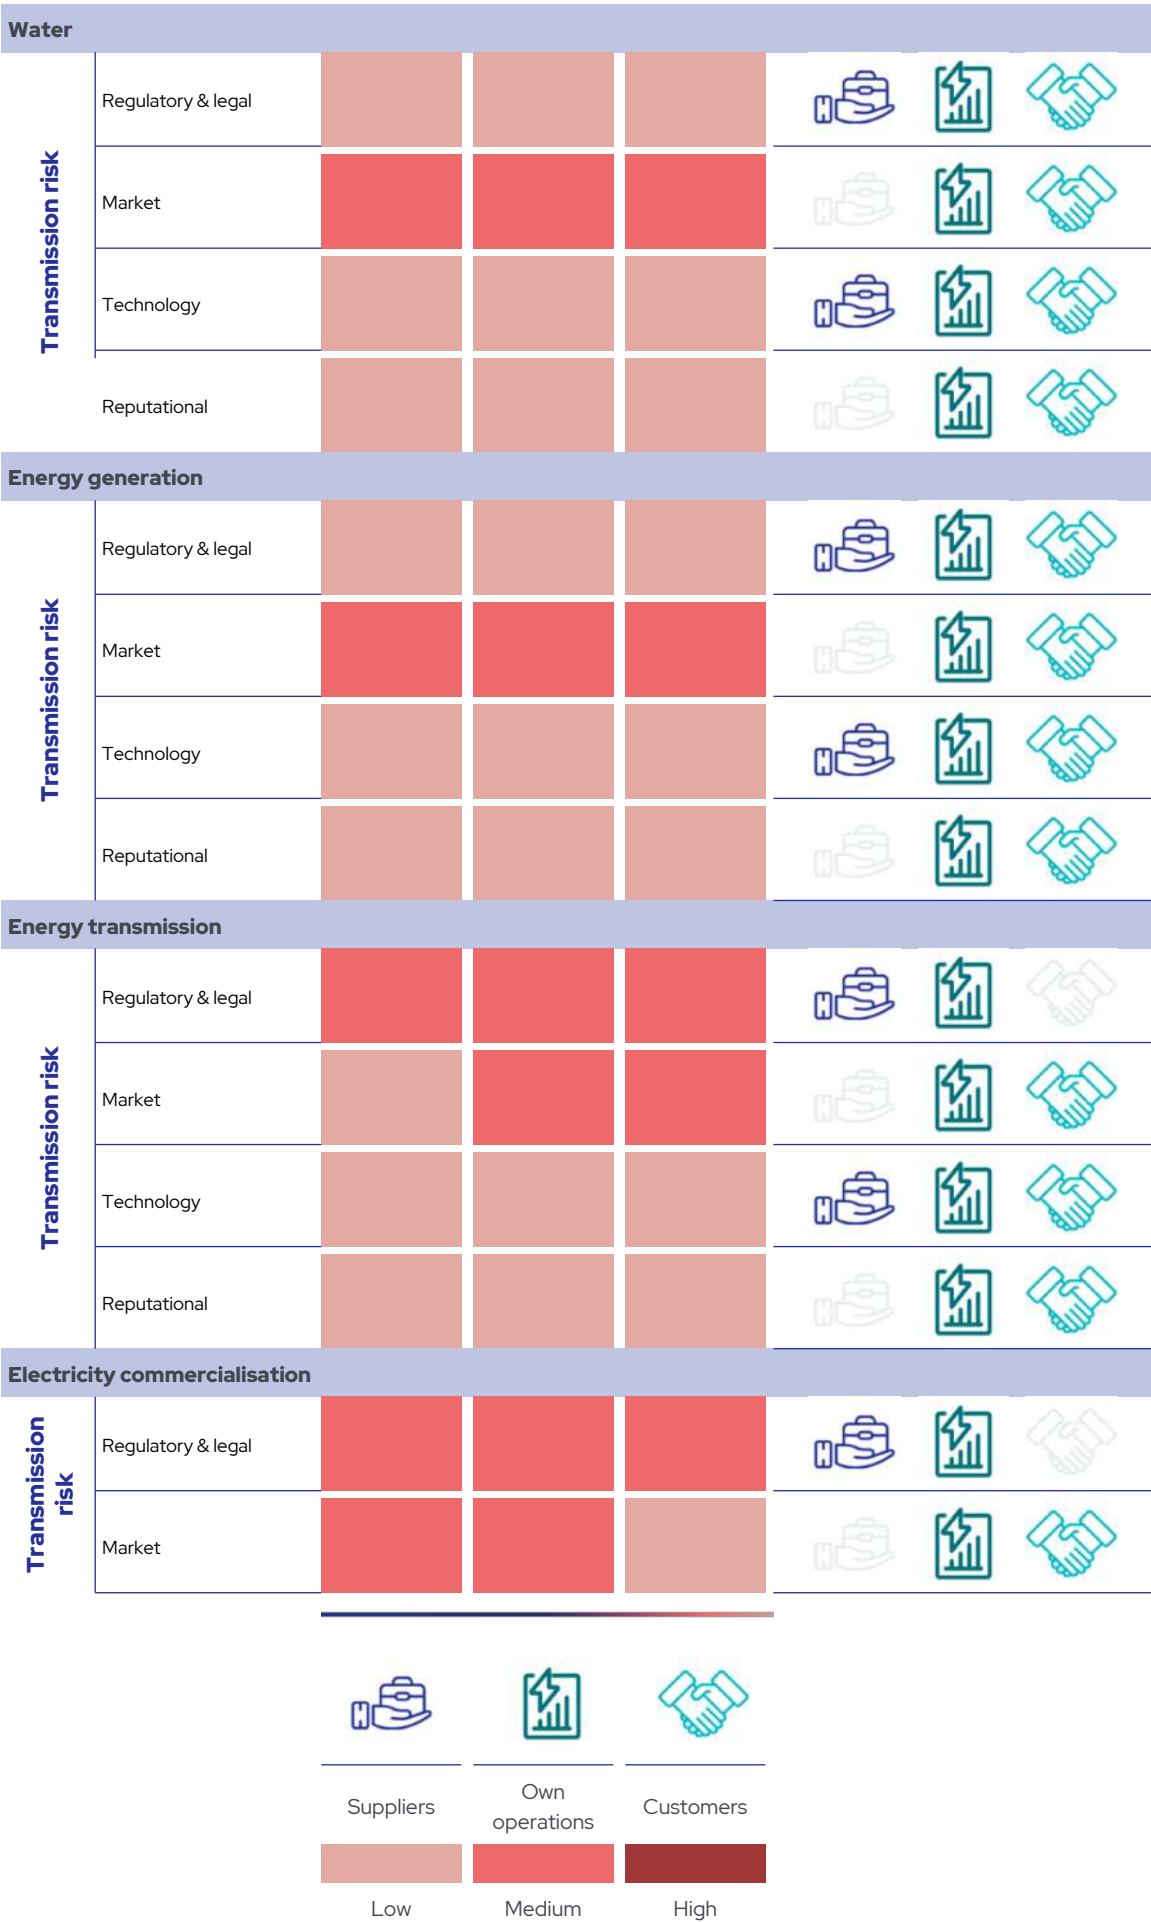 Water
Transmission risk
Regulatory & legal
Market
Technology
Reputational
Energy generation
Transmission risk
Regulatory & legal
Market
Technology
Reputational
Energy transmission
Transmission risk
Regulatory & legal
Market
Technology
Reputational
Electricity commercialisation
Transmission
risk
Regulatory & legal
Market
Suppliers
Own
operations
Customers
Low
Medium
High